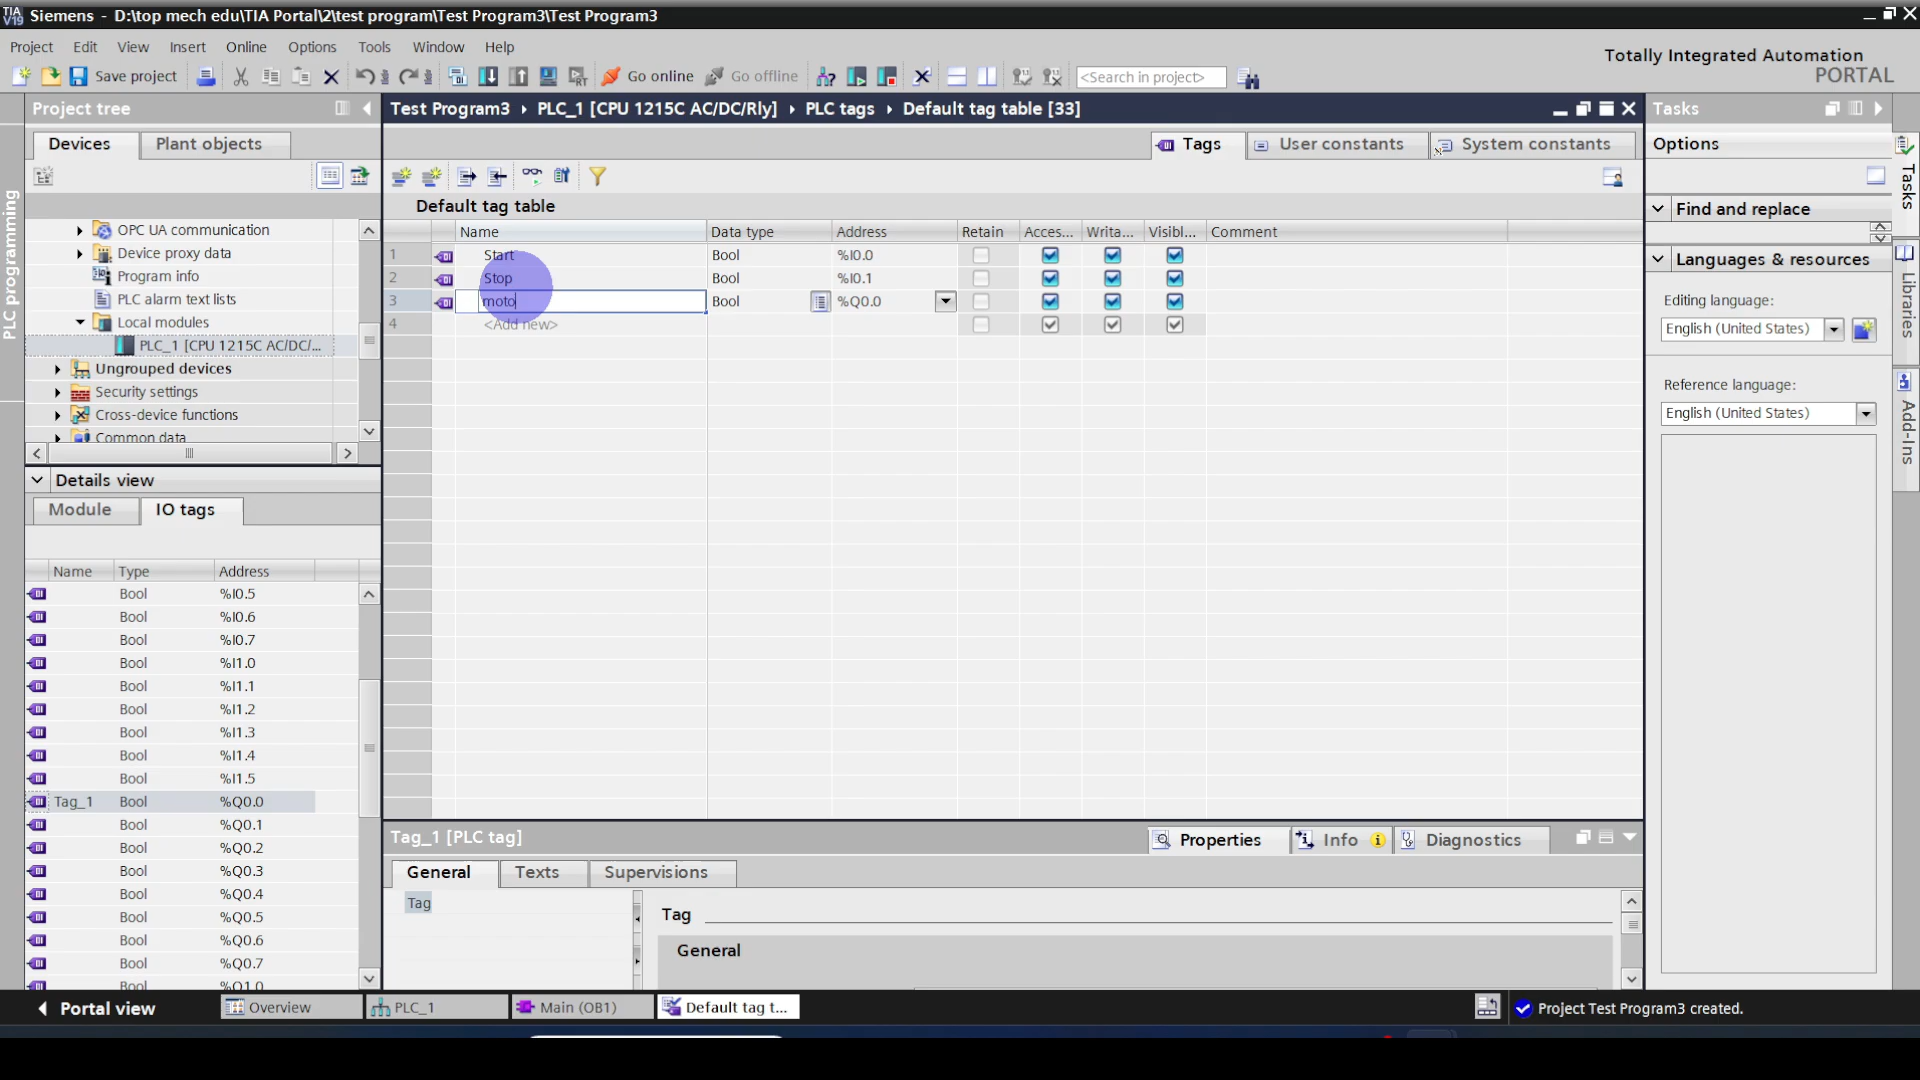 TIA V19 Siemens - D:\top mech edu\TIA Portal\2\test program\Test Program3\Test Program3
Project Edit View Insert Online Options Tools Window Help
Totally Integrated Automation
PORTAL
Save project Go online Go offline <Search in project>
Project tree
Test Program3 PLC_1 [CPU 1215C AC/DC/Rly] PLC tags Default tag table [33]
Tasks
Devices Plant objects
Tags User constants System constants
Options
Default tag table
PLC programming
OPC UA communication
Device proxy data
Program info
PLC alarm text lists
Local modules
PLC_1 [CPU 1215C AC/DC/...
Ungrouped devices
Security settings
Cross-device functions
Common data
Name Data type Address Retain Acces... Writa... Visibl... Comment
1 Start Bool %I0.0
2 Stop Bool %I0.1
3 moto Bool %Q0.0
4 <Add new>
Find and replace
Languages & resources
Editing language:
English (United States)
Reference language:
English (United States)
Tasks
Libraries
Add-Ins
Details view
Module IO tags
Name Type Address
Bool %I0.5
Bool %I0.6
Bool %I0.7
Bool %I1.0
Bool %I1.1
Bool %I1.2
Bool %I1.3
Bool %I1.4
Bool %I1.5
Tag_1 Bool %Q0.0
Bool %Q0.1
Bool %Q0.2
Bool %Q0.3
Bool %Q0.4
Bool %Q0.5
Bool %Q0.6
Bool %Q0.7
Bool %Q1.0
Tag_1 [PLC tag]
Properties Info Diagnostics
General Texts Supervisions
Tag
Tag
General
Portal view Overview PLC_1 Main (OB1) Default tag t... Project Test Program3 created.